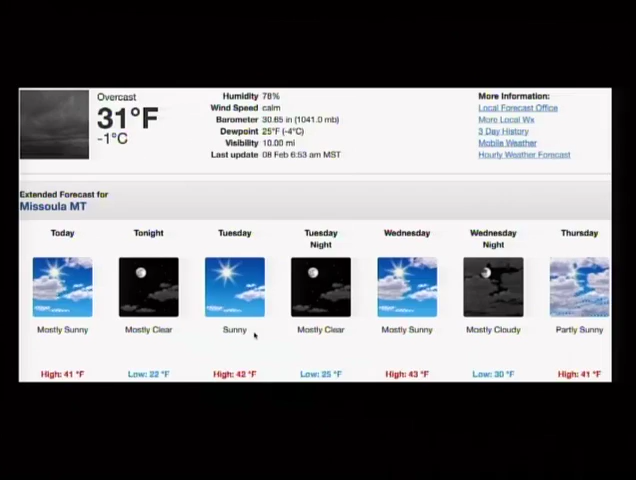 Overcast
31°F
-1°C
Humidity 78%
Wind Speed calm
Barometer 30.65 in (1041.0 mb)
Dewpoint 25°F (-4°C)
Visibility 10.00 mi
Last update 08 Feb 6:53 am MST
More Information:
Local Forecast Office
More Local Wx
3 Day History
Mobile Weather
Hourly Weather Forecast
Extended Forecast for
Missoula MT
Today
Tonight
Tuesday
Tuesday
Night
Wednesday
Wednesday
Night
Thursday
Mostly Sunny
Mostly Clear
Sunny
Mostly Clear
Mostly Sunny
Mostly Cloudy
Partly Sunny
High: 41 °F
Low: 22 °F
High: 42 °F
Low: 25 °F
High: 43 °F
Low: 30 °F
High: 41 °F